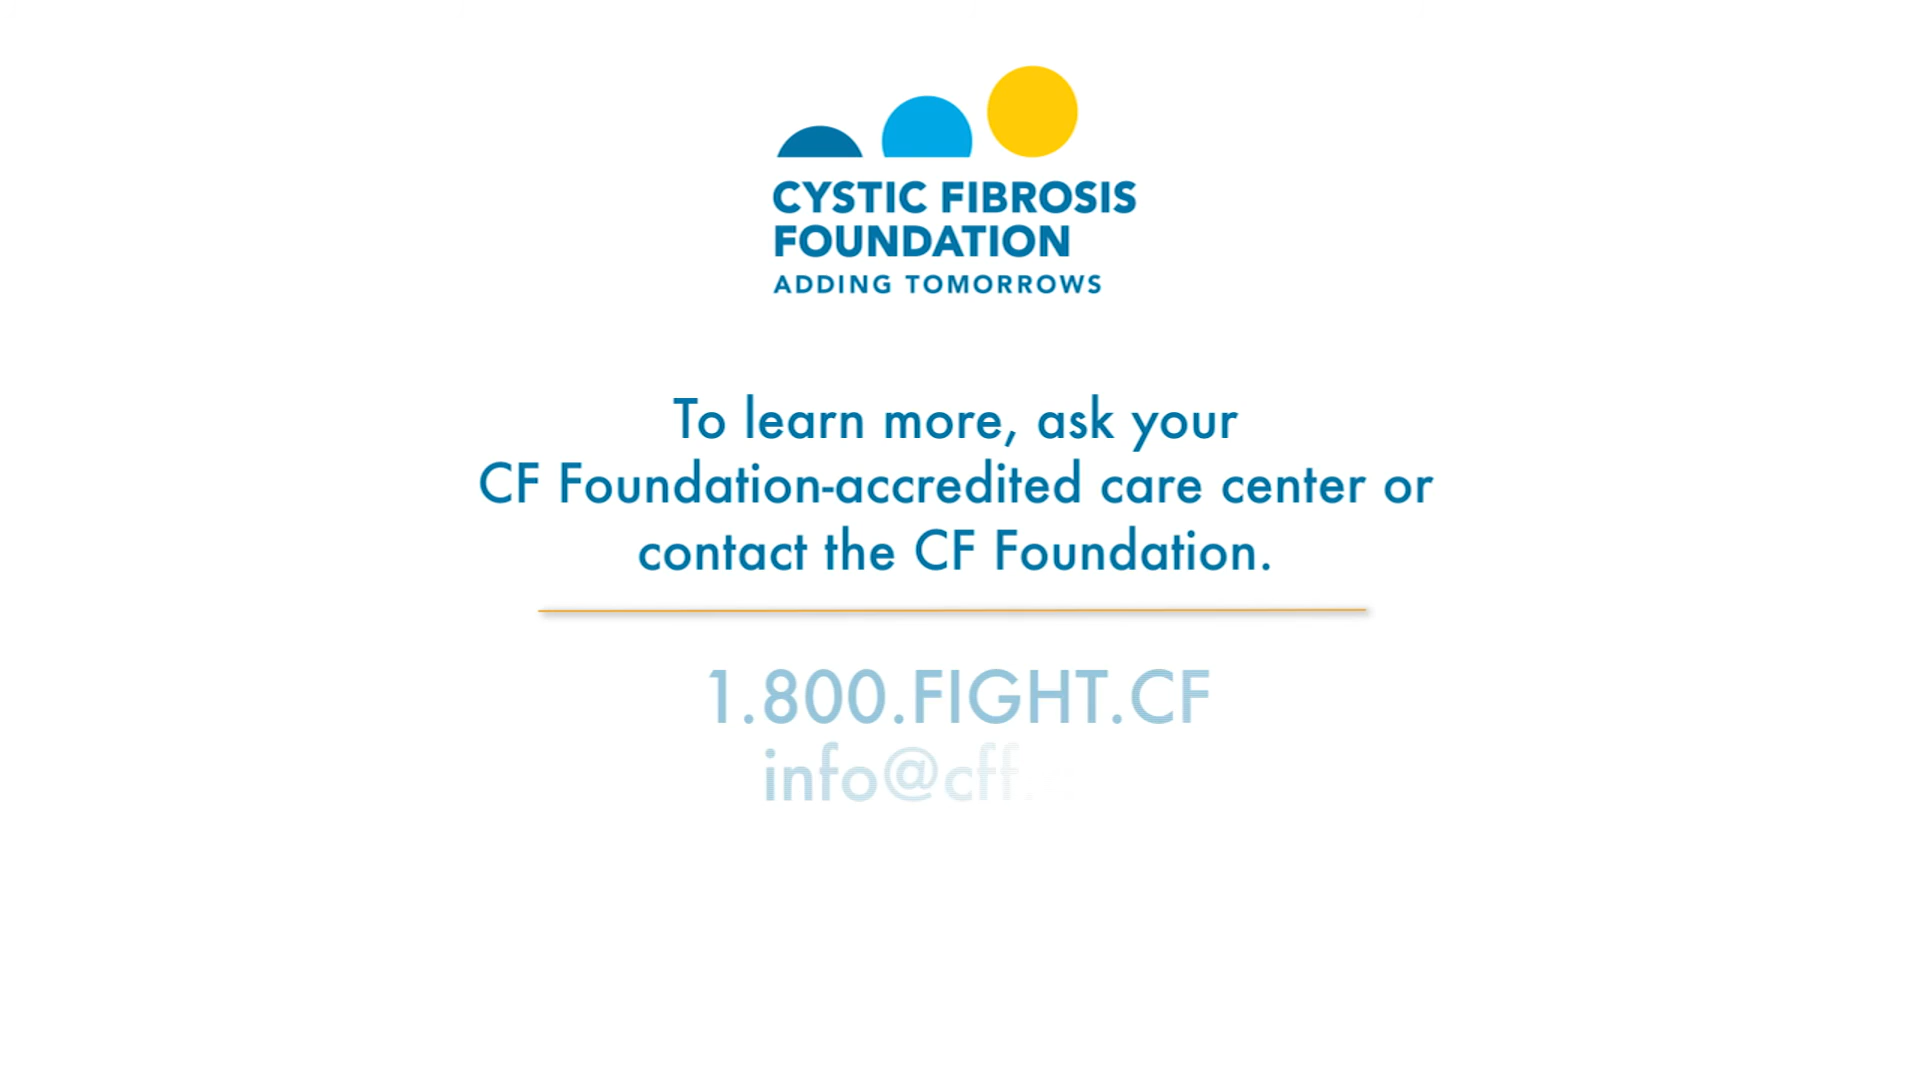 CYSTIC FIBROSIS
FOUNDATION
ADDING TOMORROWS
To learn more, ask your
CF Foundation-accredited care center or
contact the CF Foundation.
1.800.FIGHT.CF
info@cff.